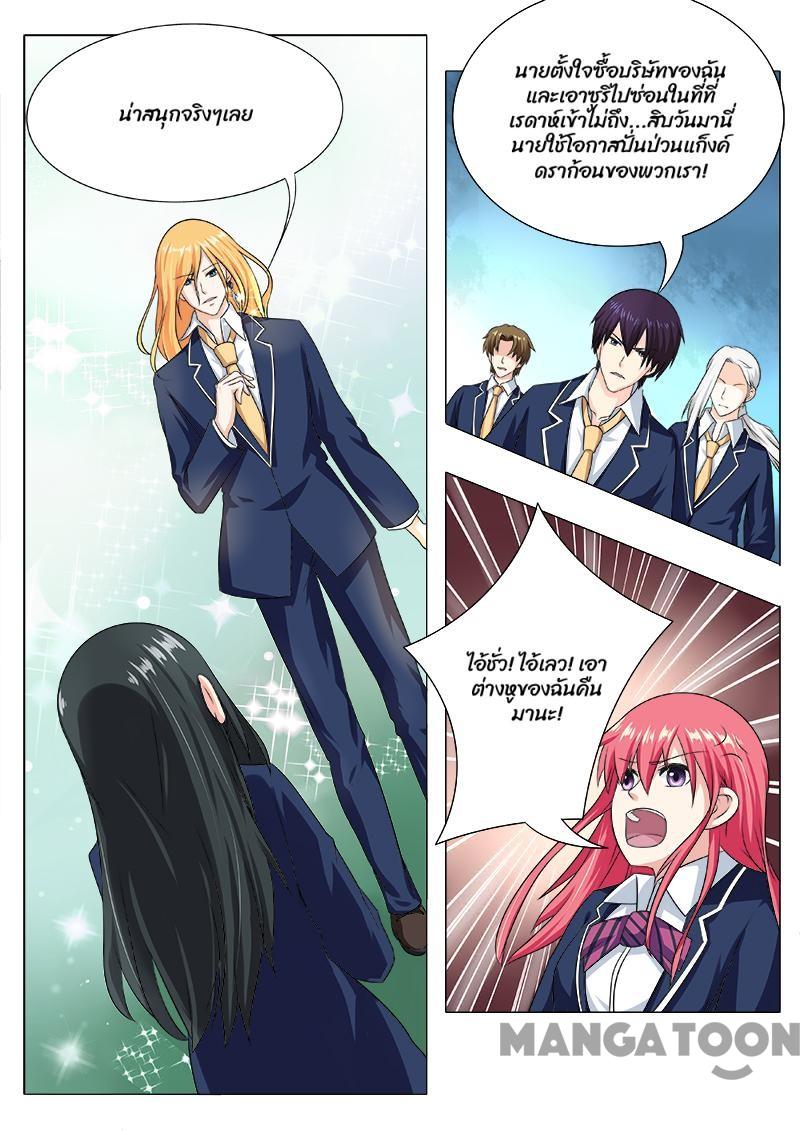 น่าสนุกจริงๆเลย
นายตั้งใจซื้อบริษัทของฉัน
และเอาซูรีไปซ่อนในที่ที่
เรดาห์เข้าไม่ถึง...สิบวันมานี่
นายใช้โอกาสปั่นป่วนแก็งค์
ดราก้อนของพวกเรา!
ไอ้ชั่ว! ไอ้เลว! เอา
ต่างหูของฉันคืน
มานะ!
MANGATOON